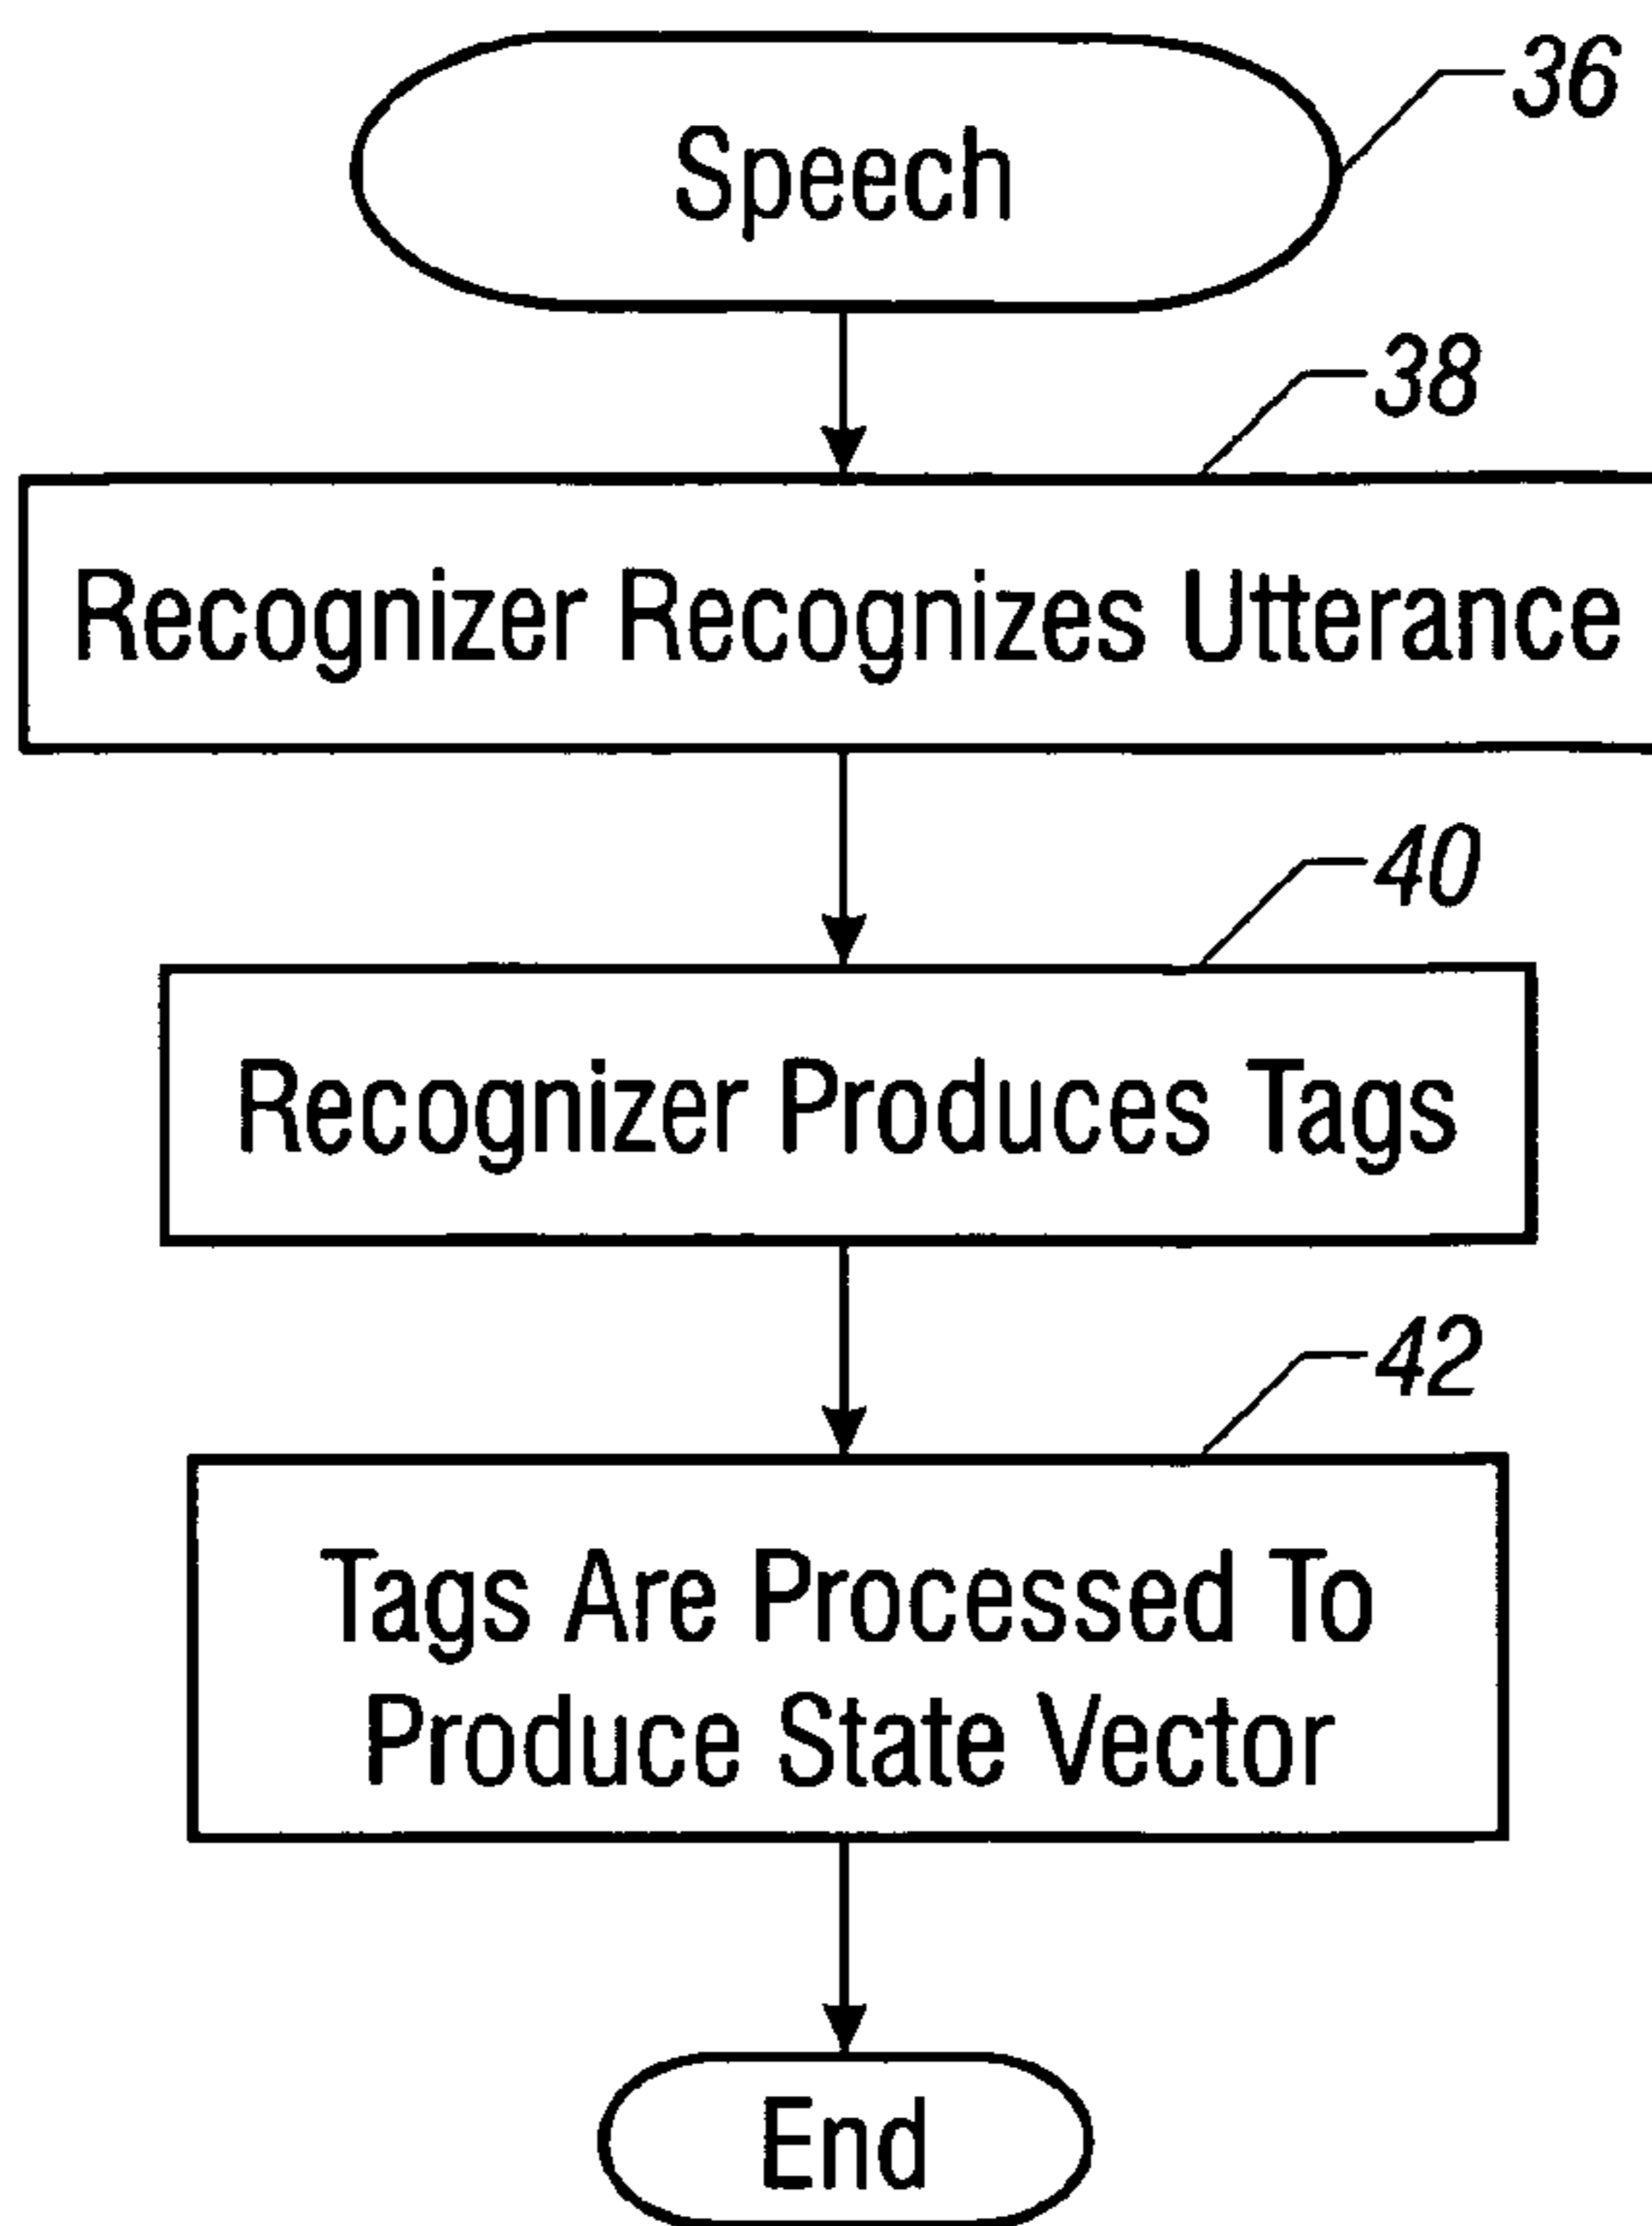 Speech
36
38
Recognizer Recognizes Utterance
40
Recognizer Produces Tags
42
Tags Are Processed To
Produce State Vector
End